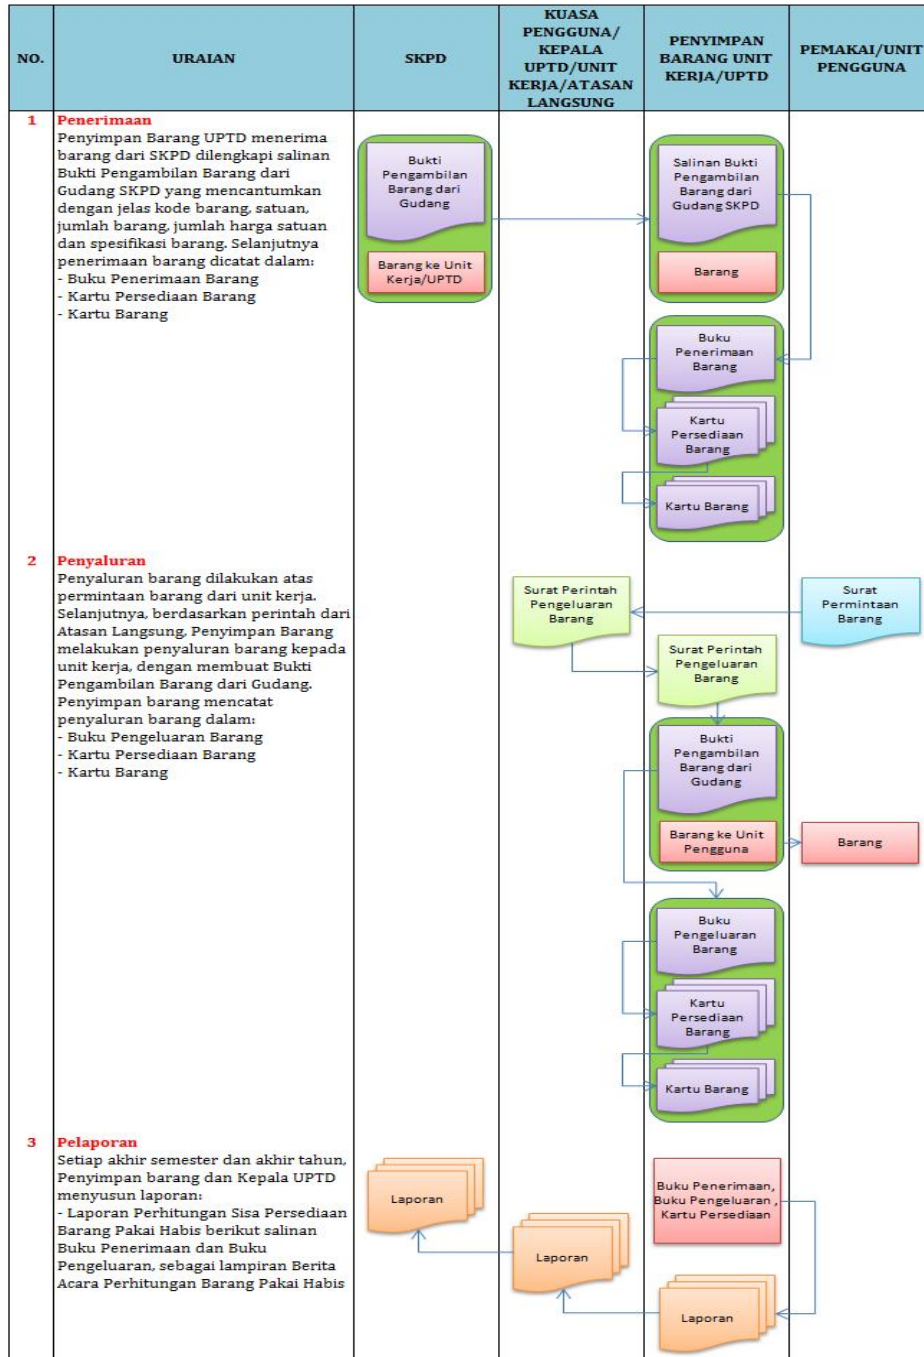 NO.
URAIAN
SKPD
KUASA
PENGGUNA/
KEPALA
UPTD/UNIT
KERJA/ATASAN
LANGSUNG
PENYIMPAN
BARANG UNIT
KERJA/UPTD
PEMAKAI/UNIT
PENGGUNA
1
Penerimaan
Penyimpan Barang UPTD menerima
barang dari SKPD dilengkapi salinan
Bukti Pengambilan Barang dari
Gudang SKPD yang mencantumkan
dengan jelas kode barang, satuan,
jumlah barang, jumlah harga satuan
dan spesifikasi barang. Selanjutnya
penerimaan barang dicatat dalam:
- Buku Penerimaan Barang
- Kartu Persediaan Barang
- Kartu Barang
Bukti
Pengambilan
Barang dari
Gudang
Barang ke Unit
Kerja/UPTD
Salinan Bukti
Pengambilan
Barang dari
Gudang SKPD
Barang
Buku
Penerimaan
Barang
Kartu
Persediaan
Barang
Kartu Barang
2
Penyaluran
Penyaluran barang dilakukan atas
permintaan barang dari unit kerja.
Selanjutnya, berdasarkan perintah dari
Atasan Langsung, Penyimpan Barang
melakukan penyaluran barang kepada
unit kerja, dengan membuat Bukti
Pengambilan Barang dari Gudang.
Penyimpan barang mencatat
penyaluran barang dalam:
- Buku Pengeluaran Barang
- Kartu Persediaan Barang
- Kartu Barang
Surat Perintah
Pengeluaran
Barang
Surat
Permintaan
Barang
Surat Perintah
Pengeluaran
Barang
Bukti
Pengambilan
Barang dari
Gudang
Barang ke Unit
Pengguna
Barang
Buku
Pengeluaran
Barang
Kartu
Persediaan
Barang
Kartu Barang
3
Pelaporan
Setiap akhir semester dan akhir tahun,
Penyimpan barang dan Kepala UPTD
menyusun laporan:
- Laporan Perhitungan Sisa Persediaan
Barang Pakai Habis berikut salinan
Buku Penerimaan dan Buku
Pengeluaran, sebagai lampiran Berita
Acara Perhitungan Barang Pakai Habis
Laporan
Laporan
Buku Penerimaan,
Buku Pengeluaran ,
Kartu Persediaan
Laporan